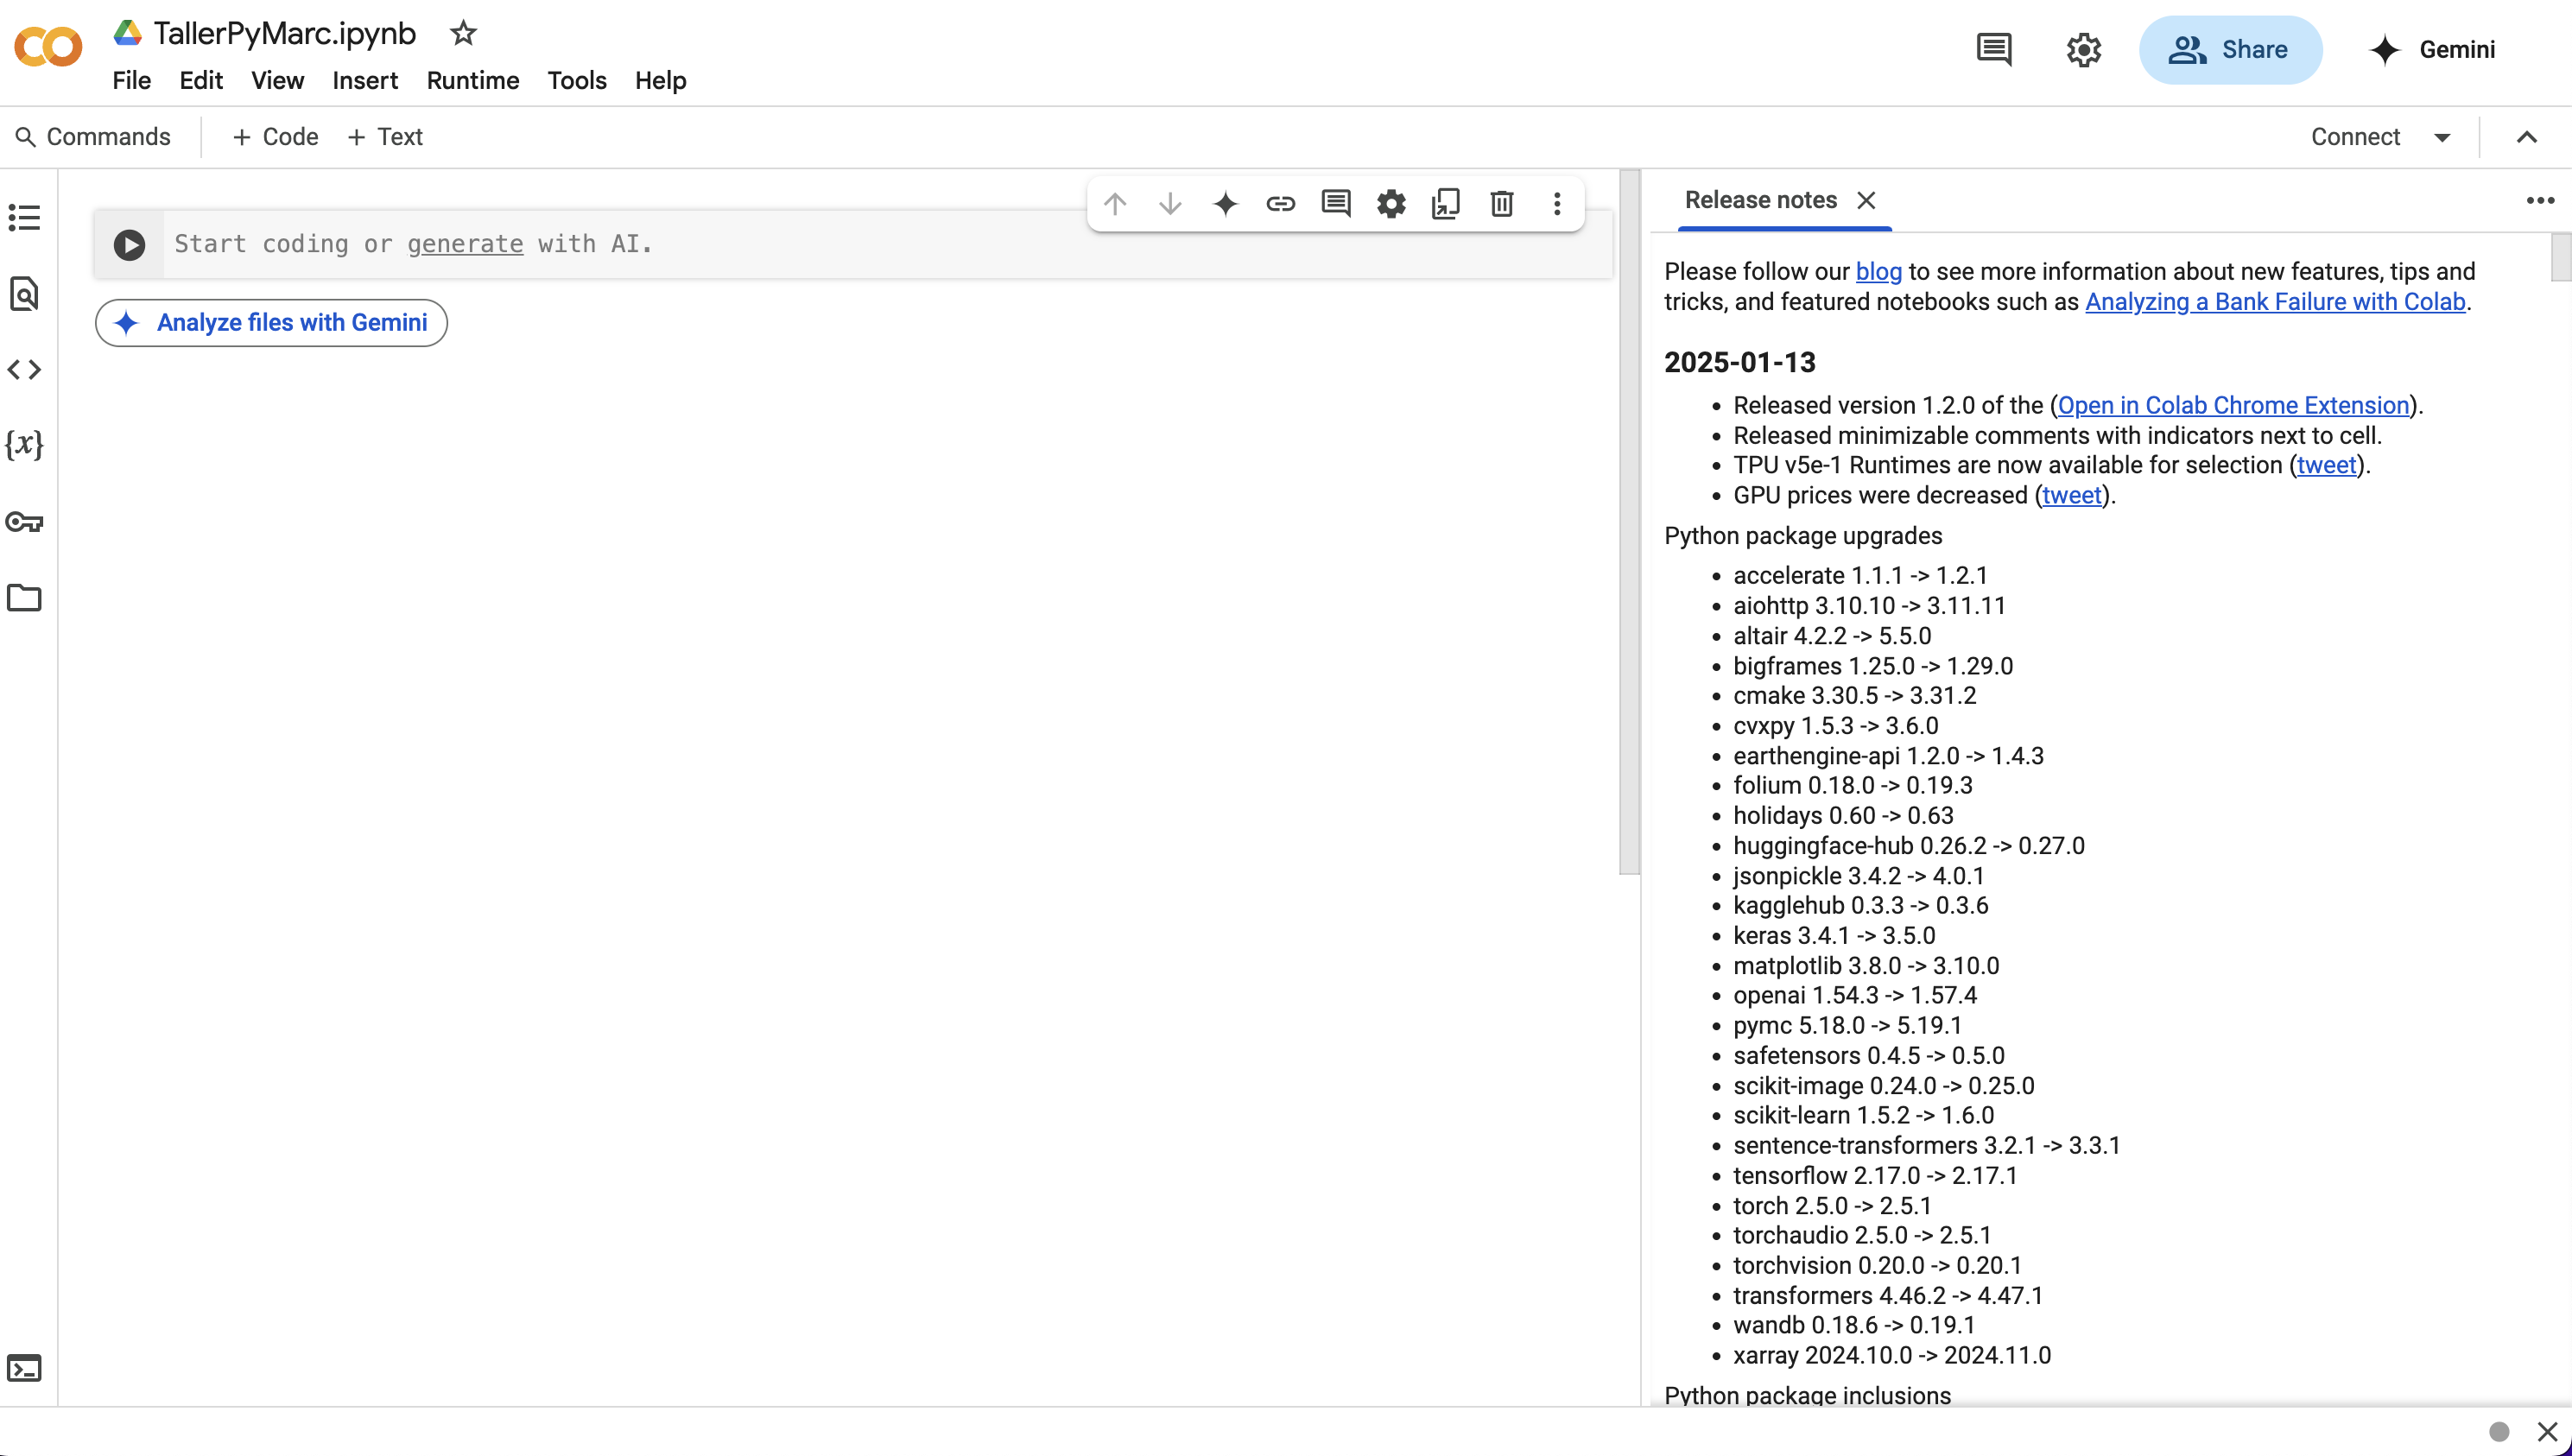 TallerPyMarc.ipynb
File Edit View Insert Runtime Tools Help
Share
Gemini
Commands
+ Code + Text
Connect
Start coding or generate with AI.
Analyze files with Gemini
{x}
Release notes
Please follow our blog to see more information about new features, tips and
tricks, and featured notebooks such as Analyzing a Bank Failure with Colab.
2025-01-13
• Released version 1.2.0 of the (Open in Colab Chrome Extension).
• Released minimizable comments with indicators next to cell.
• TPU v5e-1 Runtimes are now available for selection (tweet).
• GPU prices were decreased (tweet).
Python package upgrades
• accelerate 1.1.1 -> 1.2.1
• aiohttp 3.10.10 -> 3.11.11
• altair 4.2.2 -> 5.5.0
• bigframes 1.25.0 -> 1.29.0
• cmake 3.30.5 -> 3.31.2
• cvxpy 1.5.3 -> 3.6.0
• earthengine-api 1.2.0 -> 1.4.3
• folium 0.18.0 -> 0.19.3
• holidays 0.60 -> 0.63
• huggingface-hub 0.26.2 -> 0.27.0
• jsonpickle 3.4.2 -> 4.0.1
• kagglehub 0.3.3 -> 0.3.6
• keras 3.4.1 -> 3.5.0
• matplotlib 3.8.0 -> 3.10.0
• openai 1.54.3 -> 1.57.4
• pymc 5.18.0 -> 5.19.1
• safetensors 0.4.5 -> 0.5.0
• scikit-image 0.24.0 -> 0.25.0
• scikit-learn 1.5.2 -> 1.6.0
• sentence-transformers 3.2.1 -> 3.3.1
• tensorflow 2.17.0 -> 2.17.1
• torch 2.5.0 -> 2.5.1
• torchaudio 2.5.0 -> 2.5.1
• torchvision 0.20.0 -> 0.20.1
• transformers 4.46.2 -> 4.47.1
• wandb 0.18.6 -> 0.19.1
• xarray 2024.10.0 -> 2024.11.0
Python package inclusions